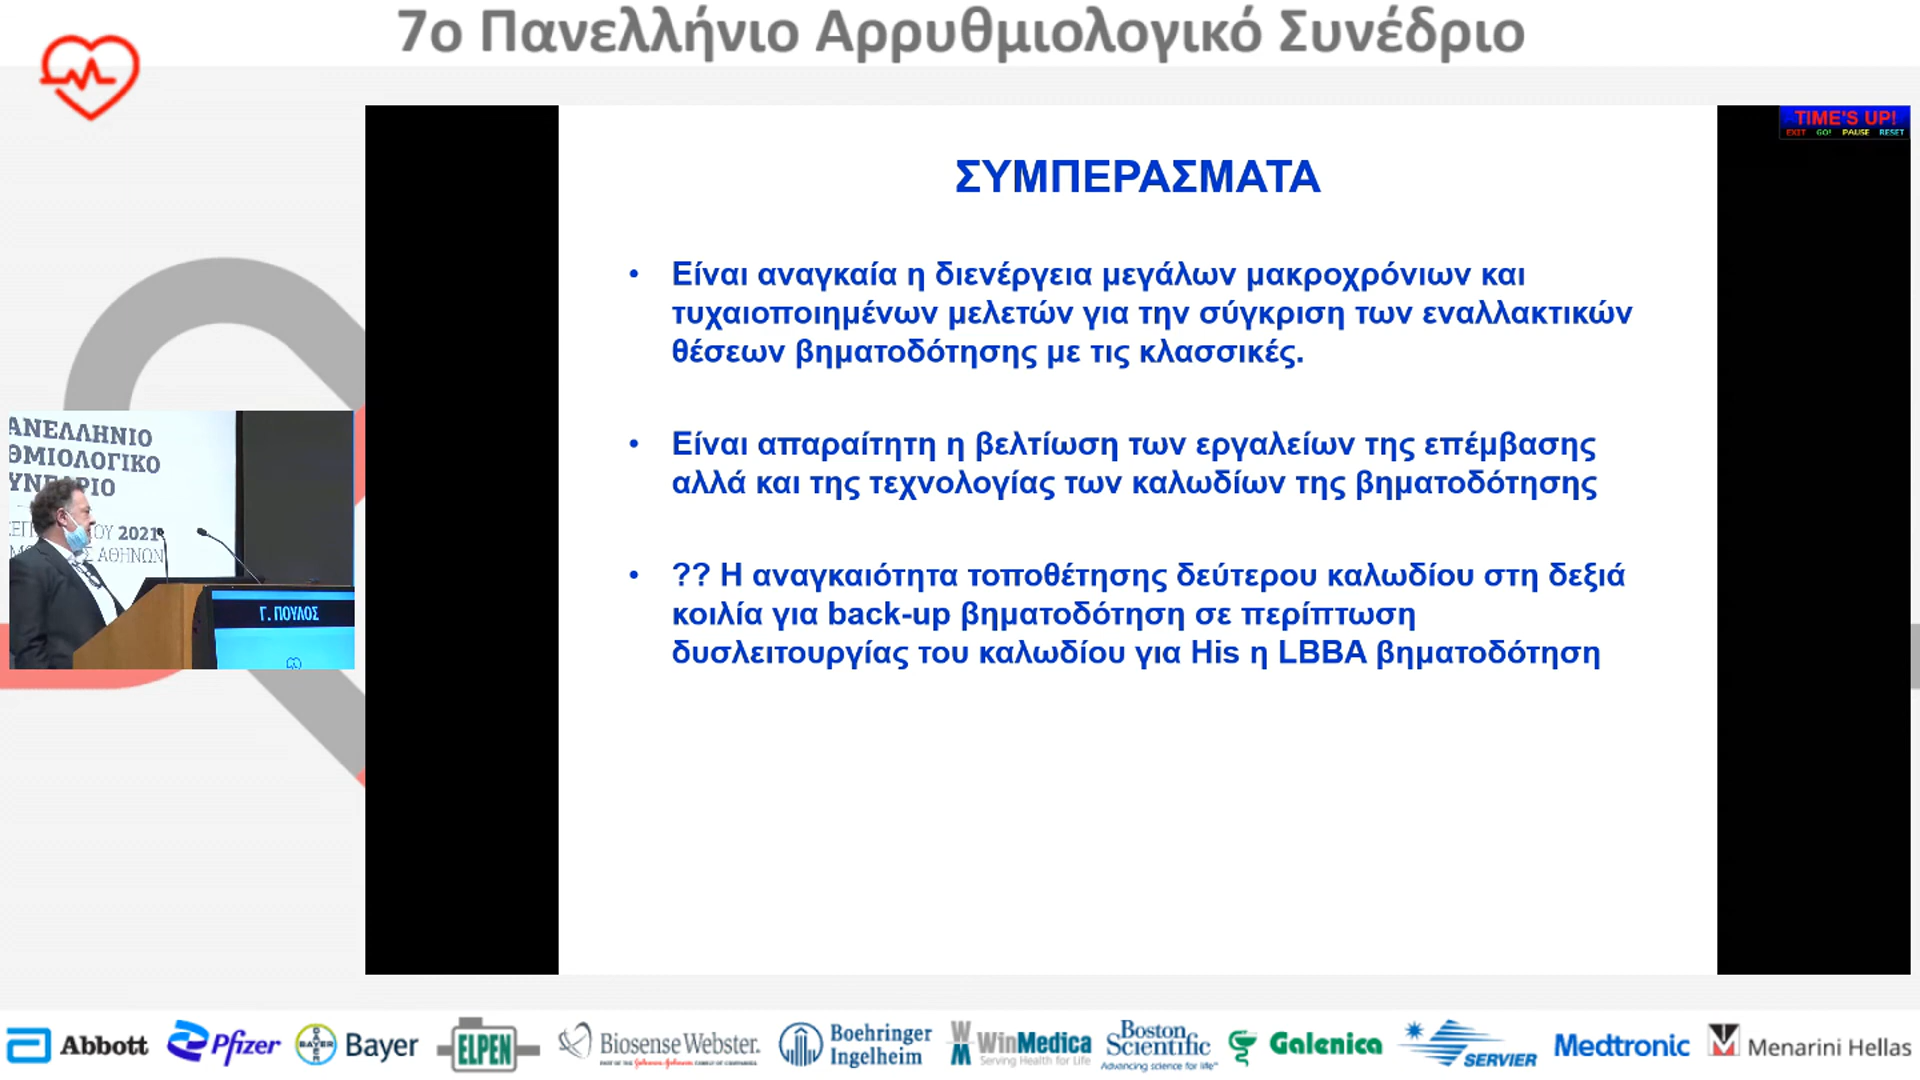 7ο Πανελλήνιο Αρρυθμιολογικό Συνέδριο
TIME'S UP!
EXIT GO! PAUSE RESET
ΣΥΜΠΕΡΑΣΜΑΤΑ
• Είναι αναγκαία η διενέργεια μεγάλων μακροχρόνιων και
τυχαιοποιημένων μελετών για την σύγκριση των εναλλακτικών
θέσεων βηματοδότησης με τις κλασσικές.
• Είναι απαραίτητη η βελτίωση των εργαλείων της επέμβασης
αλλά και της τεχνολογίας των καλωδίων της βηματοδότησης
• ?? Η αναγκαιότητα τοποθέτησης δεύτερου καλωδίου στη δεξιά
κοιλία για back-up βηματοδότηση σε περίπτωση
δυσλειτουργίας του καλωδίου για His η LBBA βηματοδότηση
ΑΝΕΛΛΗΝΙΟ
ΘΜΙΟΛΟΓΙΚΟ
2021
ΑΘΗΝΩΝ
Γ. ΠΟΥΛΟΣ
Abbott
Pfizer
BAYER
Bayer
ELPEN
Biosense Webster.
PART OF THE Johnson & Johnson FAMILY OF COMPANIES
Boehringer
Ingelheim
WinMedica
Serving Health for Life
Boston
Scientific
Advancing science for life™
Galenica
SERVIER
Medtronic
Menarini Hellas